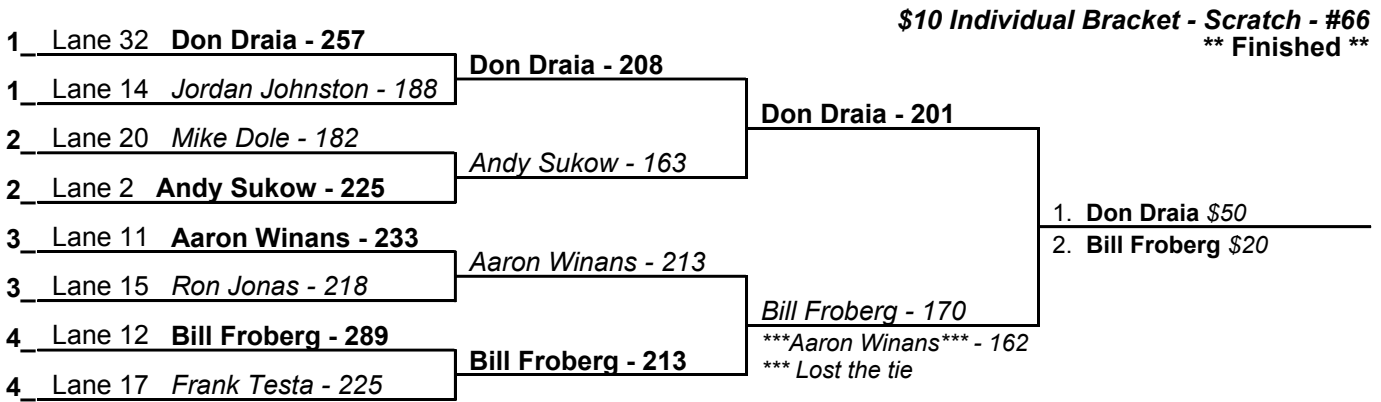 $10 Individual Bracket - Scratch - #66
** Finished **
1_ Lane 32 Don Draia - 257
1_ Lane 14 Jordan Johnston - 188
2_ Lane 20 Mike Dole - 182
2_ Lane 2 Andy Sukow - 225
3_ Lane 11 Aaron Winans - 233
3_ Lane 15 Ron Jonas - 218
4_ Lane 12 Bill Froberg - 289
4_ Lane 17 Frank Testa - 225
Don Draia - 208
Andy Sukow - 163
Aaron Winans - 213
Bill Froberg - 213
Don Draia - 201
Bill Froberg - 170
***Aaron Winans*** - 162
*** Lost the tie
1. Don Draia $50
2. Bill Froberg $20